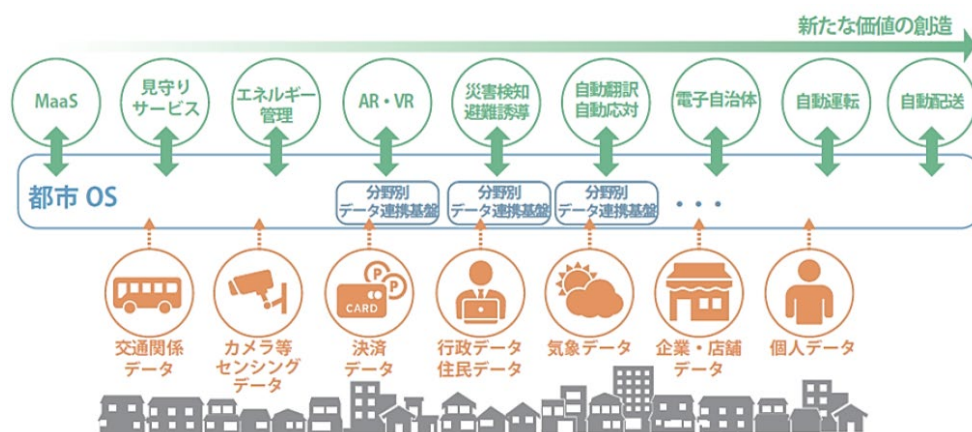 新たな価値の創造
MaaS
見守り
サービス
エネルギー
管理
AR・VR
災害検知
避難誘導
自動翻訳
自動応対
電子自治体
自動運転
自動配送
都市 OS
分野別
データ連携基盤
分野別
データ連携基盤
分野別
データ連携基盤
・・・
P
P
CARD
交通関係
データ
カメラ等
センシング
データ
決済
データ
行政データ
住民データ
気象データ
企業・店舗
データ
個人データ